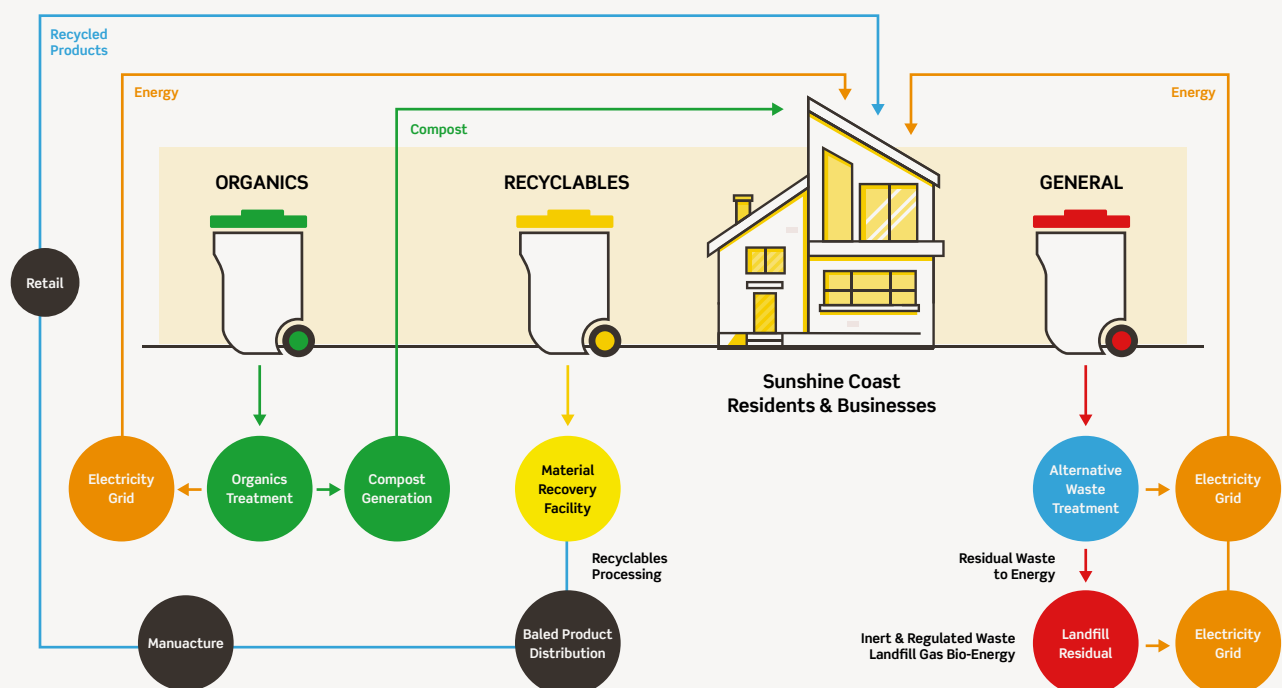 Recycled
Products
Energy
Energy
Compost
ORGANICS
RECYCLABLES
GENERAL
Retail
Sunshine Coast
Residents & Businesses
Electricity
Grid
Organics
Treatment
Compost
Generation
Material
Recovery
Facility
Alternative
Waste
Treatment
Electricity
Grid
Recyclables
Processing
Residual Waste
to Energy
Manuacture
Baled Product
Distribution
Inert & Regulated Waste
Landfill Gas Bio-Energy
Landfill
Residual
Electricity
Grid